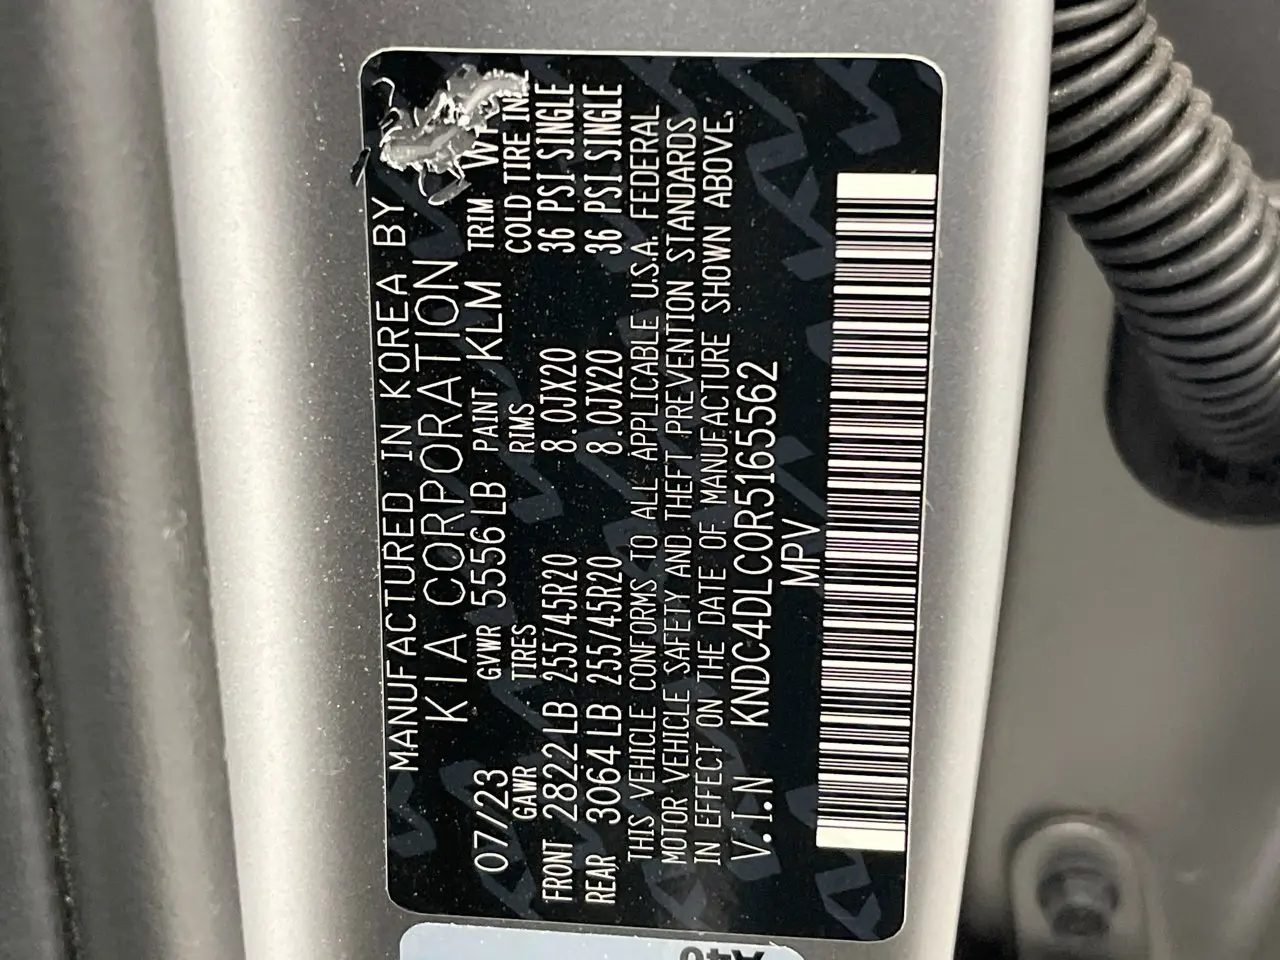 MANUFACTURED IN KOREA BY
KIA CORPORATION
07/23 GVWR 5556 LB PAINT KLM TRIM
GAWR TIRES RIMS COLD TIRE
FRONT 2822 LB 255/45R20 8.0JX20 36 PSI SINGLE
REAR 3064 LB 255/45R20 8.0JX20 36 PSI SINGLE
THIS VEHICLE CONFORMS TO ALL APPLICABLE U.S.A. FEDERAL
MOTOR VEHICLE SAFETY AND THEFT PREVENTION STANDARDS
IN EFFECT ON THE DATE OF MANUFACTURE SHOWN ABOVE.
V.I.N KNDC4DLC0R5165562
MPV